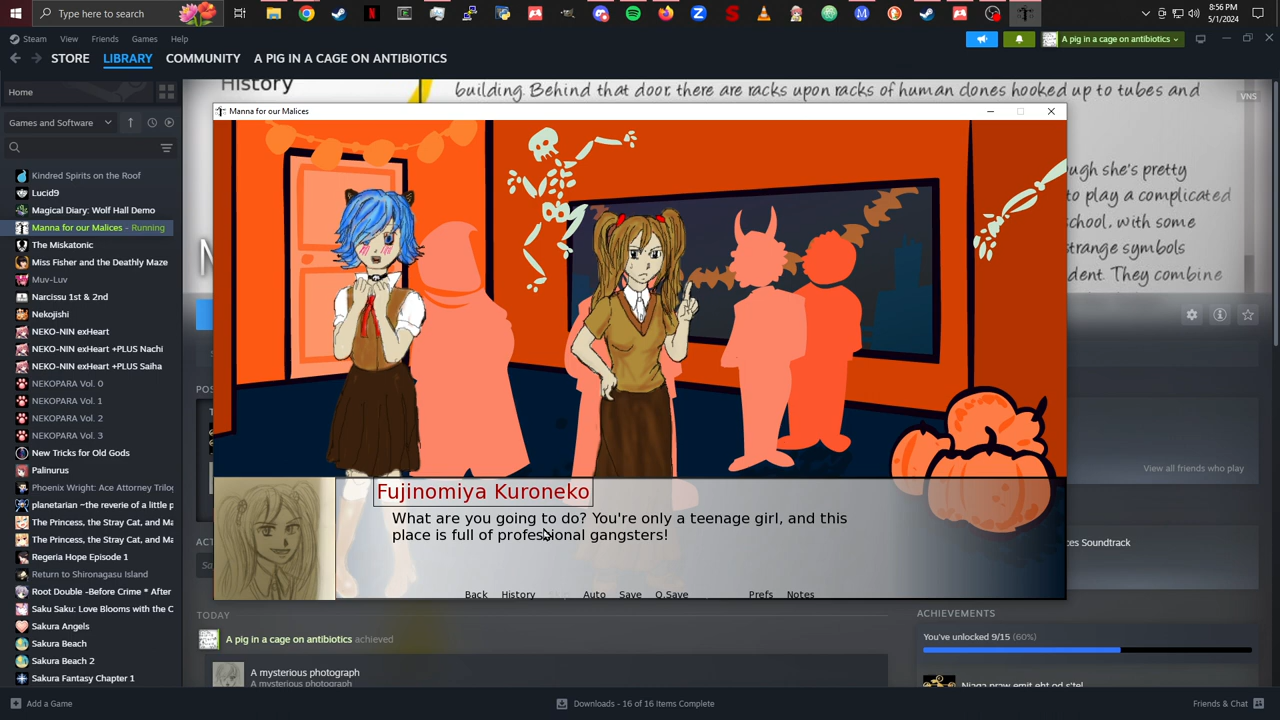 Type here to search
8:56 PM
5/1/2024
Steam View Friends Games Help
A pig in a cage on antibiotics
STORE LIBRARY COMMUNITY A PIG IN A CAGE ON ANTIBIOTICS
Home
Games and Software
Kindred Spirits on the Roof
Lucid9
Magical Diary: Wolf Hall Demo
Manna for our Malices - Running
The Miskatonic
Miss Fisher and the Deathly Maze
Muv-Luv
Narcissu 1st & 2nd
Nekojishi
NEKO-NIN exHeart
NEKO-NIN exHeart +PLUS Nachi
NEKO-NIN exHeart +PLUS Saiha
NEKOPARA Vol. 0
NEKOPARA Vol. 1
NEKOPARA Vol. 2
NEKOPARA Vol. 3
New Tricks for Old Gods
Palinurus
Phoenix Wright: Ace Attorney Trilog
planetarian ~the reverie of a little p
The Princess, the Stray Cat, and Ma
The Princess, the Stray Cat, and Ma
Regeria Hope Episode 1
Return to Shironagasu Island
Root Double -Before Crime * After
Saku Saku: Love Blooms with the C
Sakura Angels
Sakura Beach
Sakura Beach 2
Sakura Fantasy Chapter 1
History
building. Behind that door, there are racks upon racks of human clones hooked up to tubes and
VNS
ough she's pretty
to play a complicated
school, with some
strange symbols
dent. They combine
Manna for our Malices
Fujinomiya Kuroneko
What are you going to do? You're only a teenage girl, and this
place is full of professional gangsters!
Back History Auto Save Q.Save Prefs Notes
View all friends who play
ces Soundtrack
TODAY
A pig in a cage on antibiotics achieved
A mysterious photograph
A mysterious photograph
ACHIEVEMENTS
You've unlocked 9/15 (60%)
Niaga praw emit eht od s'tel
Add a Game
Downloads - 16 of 16 Items Complete
Friends & Chat